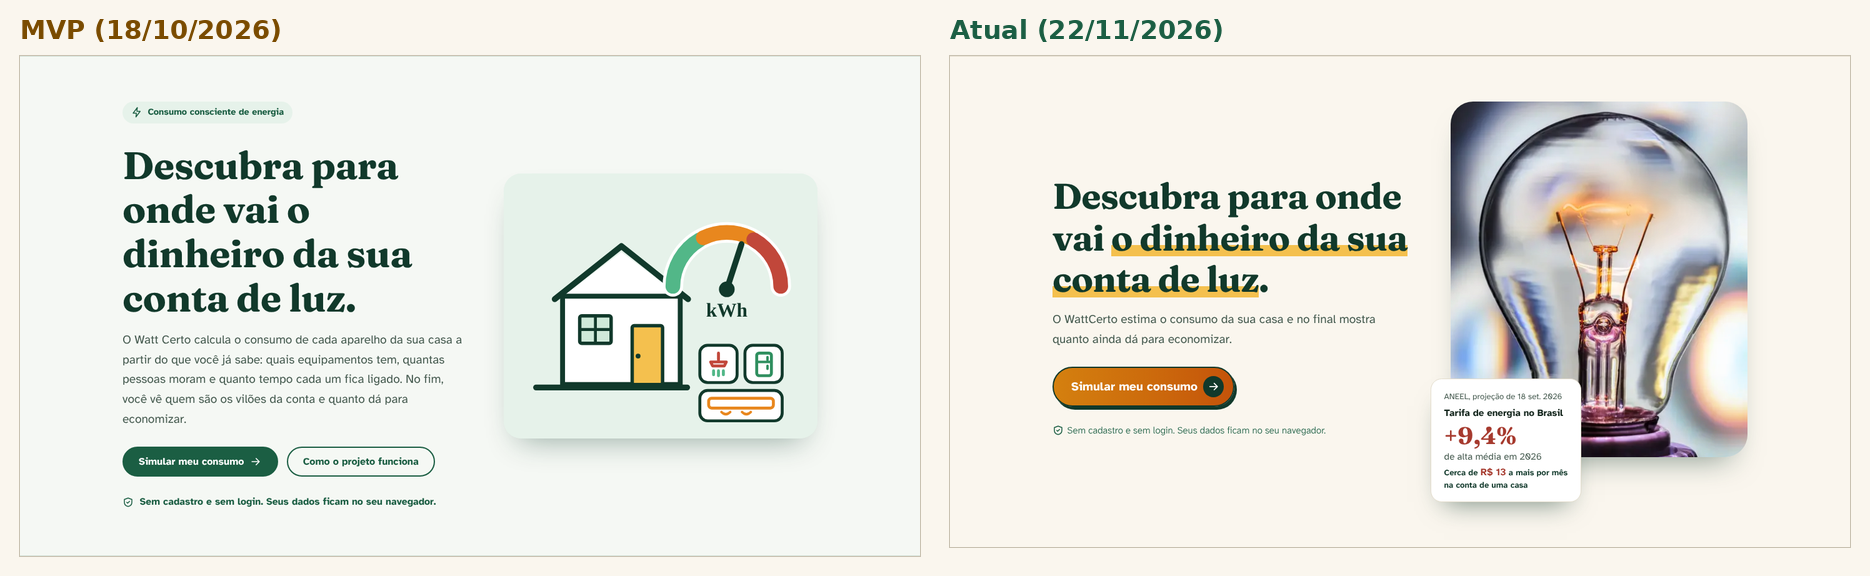 MVP (18/10/2026)
Consumo consciente de energia
Descubra para
onde vai o
dinheiro da sua
conta de luz.
O Watt Certo calcula o consumo de cada aparelho da sua casa a
partir do que você já sabe: quais equipamentos tem, quantas
pessoas moram e quanto tempo cada um fica ligado. No fim,
você vê quem são os vilões da conta e quanto dá para
economizar.
Simular meu consumo →
Como o projeto funciona
Sem cadastro e sem login. Seus dados ficam no seu navegador.
kWh
Atual (22/11/2026)
Descubra para onde
vai o dinheiro da sua
conta de luz.
O WattCerto estima o consumo da sua casa e no final mostra
quanto ainda dá para economizar.
Simular meu consumo →
Sem cadastro e sem login. Seus dados ficam no seu navegador.
ANEEL, projeção de 18 set. 2026
Tarifa de energia no Brasil
+9,4%
de alta média em 2026
Cerca de R$ 13 a mais por mês
na conta de uma casa